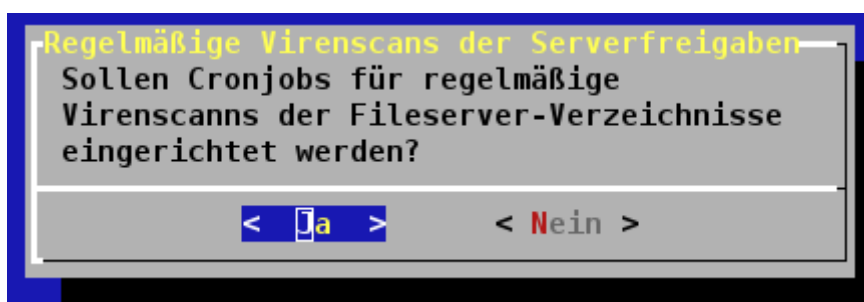 Regelmäßige Virenscans der Serverfreigaben
Sollen Cronjobs für regelmäßige
Virenscanns der Fileserver-Verzeichnisse
eingerichtet werden?
< Ja > < Nein >